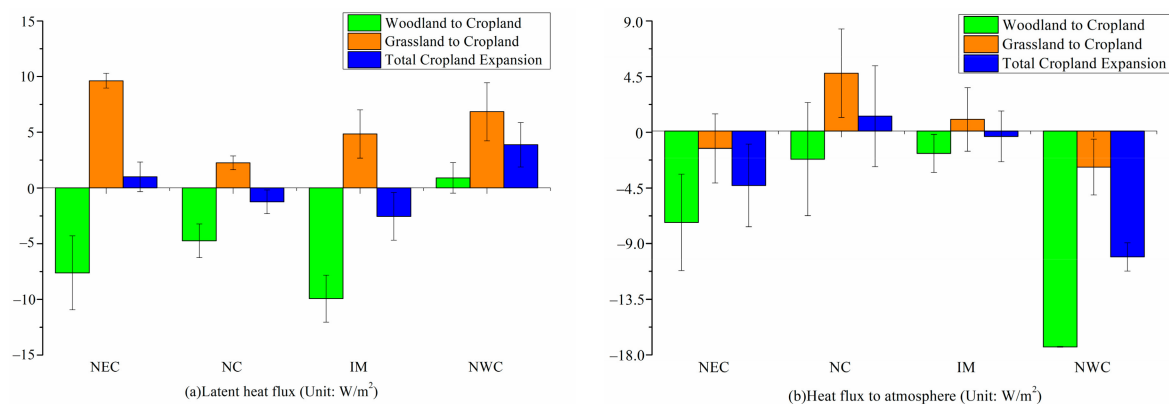 15
10
5
0
−5
−10
−15
Woodland to Cropland
Grassland to Cropland
Total Cropland Expansion
NEC NC IM NWC
(a)Latent heat flux (Unit: W/m²)
9.0
4.5
0
−4.5
−9.0
−13.5
−18.0
Woodland to Cropland
Grassland to Cropland
Total Cropland Expansion
NEC NC IM NWC
(b)Heat flux to atmosphere (Unit: W/m²)